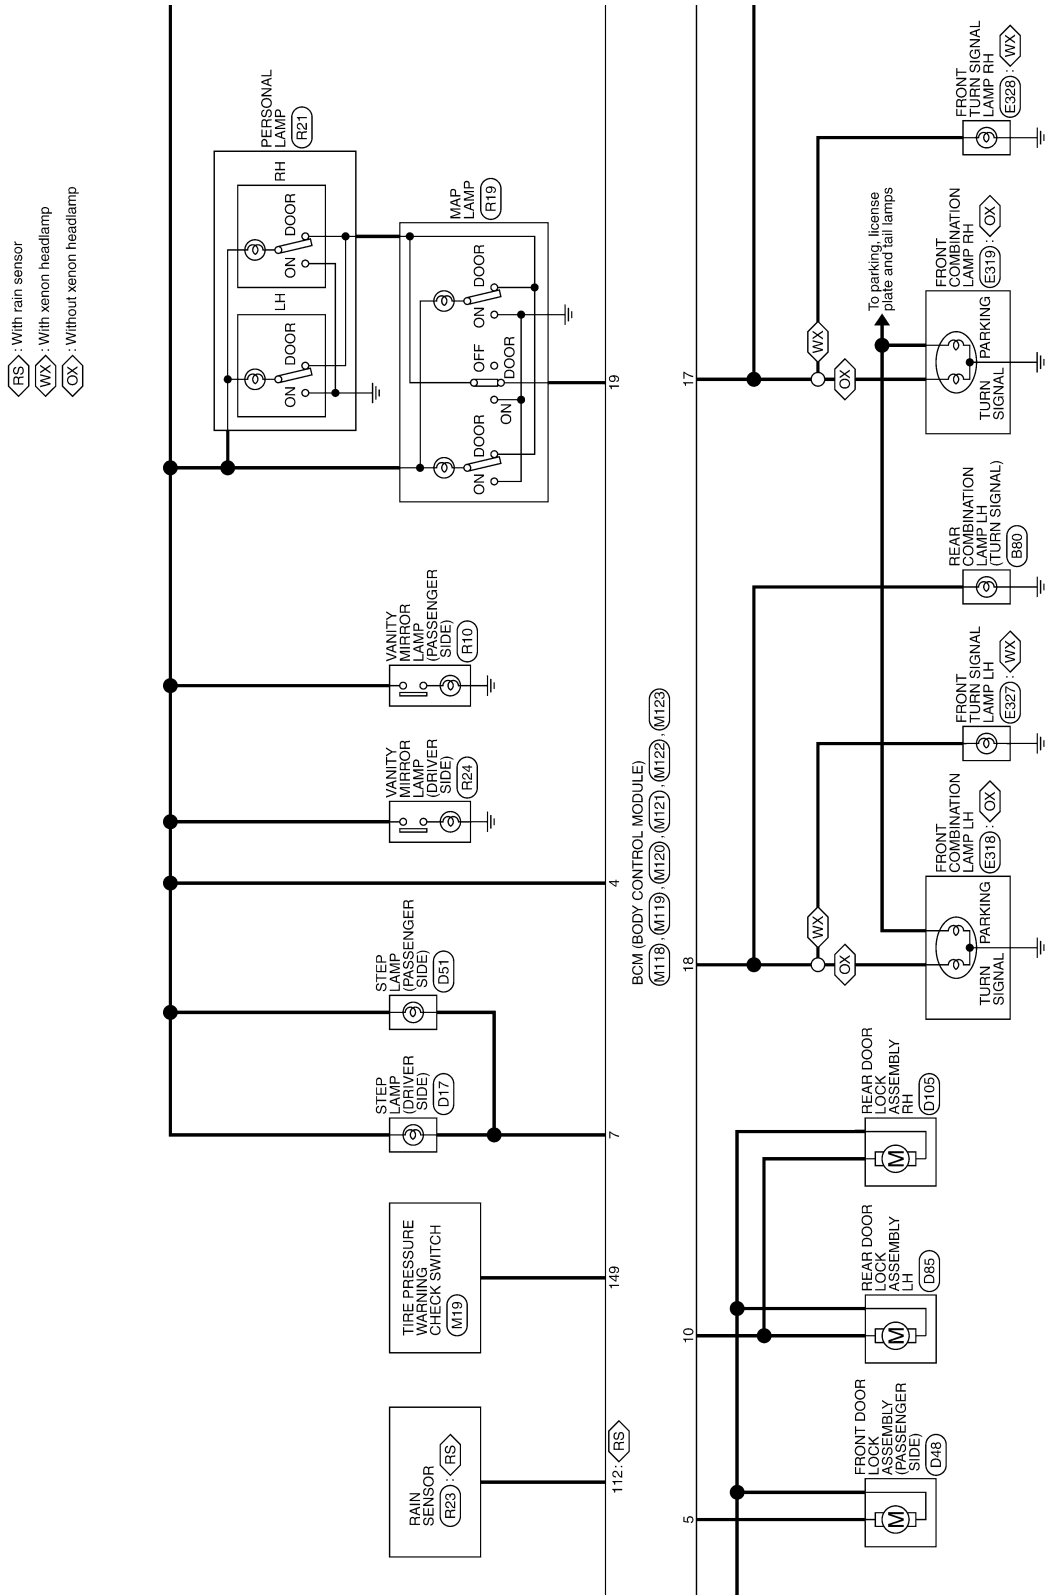 RS : With rain sensor
WX : With xenon headlamp
OX : Without xenon headlamp
RAIN
SENSOR
R23 : RS
TIRE PRESSURE
WARNING
CHECK SWITCH
M19
STEP
LAMP
(DRIVER
SIDE)
D17
STEP
LAMP
(PASSENGER
SIDE)
D51
VANITY
MIRROR
LAMP
(DRIVER
SIDE)
R24
VANITY
MIRROR
LAMP
(PASSENGER
SIDE)
R10
PERSONAL
LAMP
R21
LH
ON
DOOR
RH
ON
DOOR
MAP
LAMP
R19
ON
DOOR
ON
OFF
DOOR
ON
DOOR
112: RS
149
7
4
19
BCM (BODY CONTROL MODULE)
M118 , M119 , M120 , M121 , M122 , M123
5
10
18
17
FRONT DOOR
LOCK
ASSEMBLY
(PASSENGER
SIDE)
D48
M
REAR DOOR
LOCK
ASSEMBLY
LH
D85
M
REAR DOOR
LOCK
ASSEMBLY
RH
D105
M
WX
OX
FRONT
COMBINATION
LAMP LH
E318 : OX
TURN
SIGNAL
PARKING
FRONT
TURN SIGNAL
LAMP LH
E327 : WX
REAR
COMBINATION
LAMP LH
(TURN SIGNAL)
B80
WX
OX
To parking, license
plate and tail lamps
FRONT
COMBINATION
LAMP RH
E319 : OX
TURN
SIGNAL
PARKING
FRONT
TURN SIGNAL
LAMP RH
E328 : WX